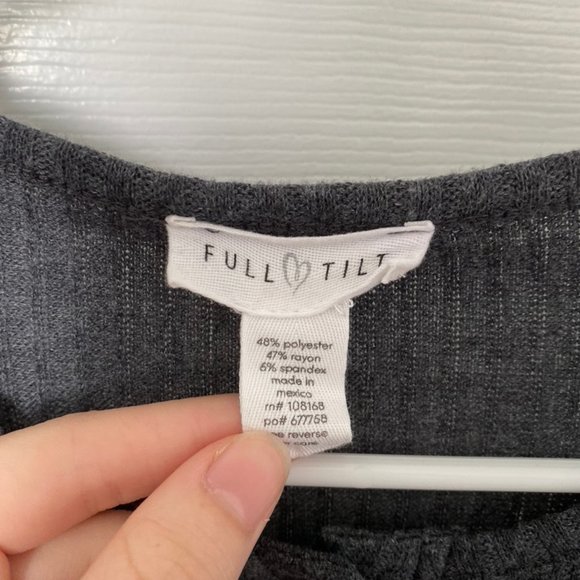 FULL TILT
48% polyester
47% rayon
6% spandex
made in
mexico
rn# 108168
po# 677758
reverse